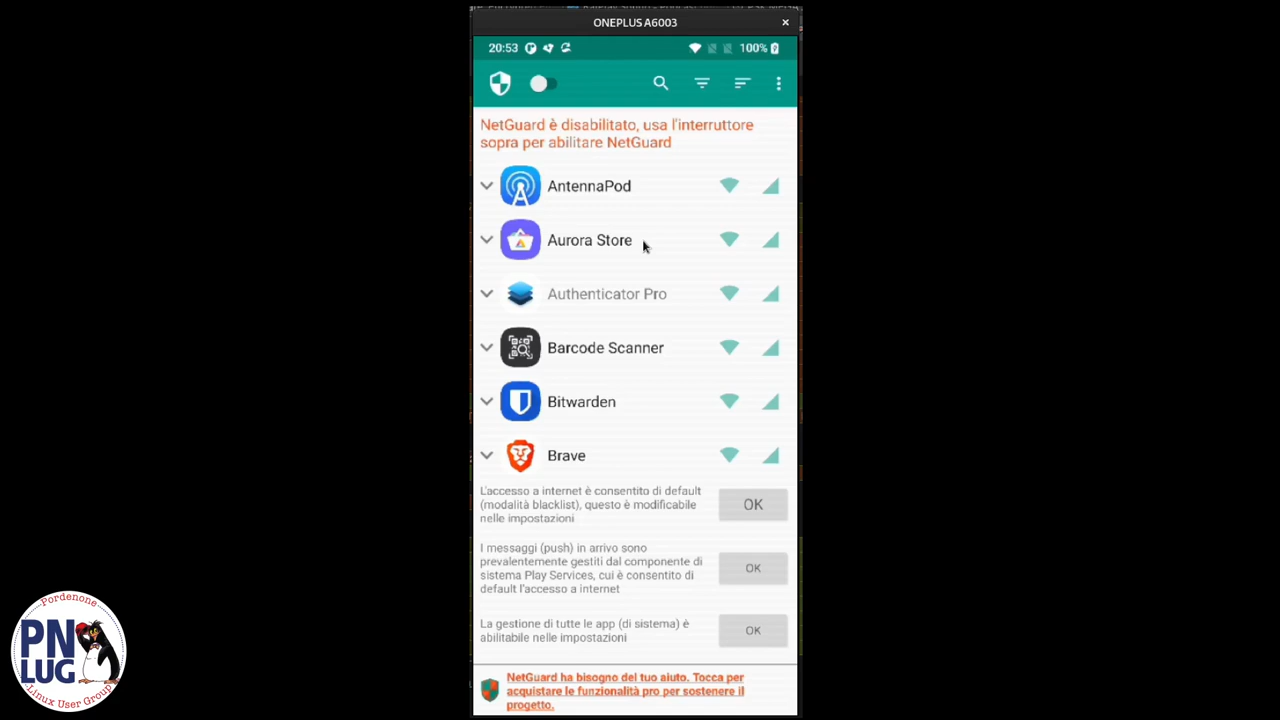 ONEPLUS A6003
20:53
100%
NetGuard è disabilitato, usa l'interruttore
sopra per abilitare NetGuard
AntennaPod
Aurora Store
Authenticator Pro
Barcode Scanner
Bitwarden
Brave
L'accesso a internet è consentito di default
(modalità blacklist), questo è modificabile
nelle impostazioni
OK
I messaggi (push) in arrivo sono
prevalentemente gestiti dal componente di
sistema Play Services, cui è consentito di
default l'accesso a internet
OK
La gestione di tutte le app (di sistema) è
abilitabile nelle impostazioni
OK
NetGuard ha bisogno del tuo aiuto. Tocca per
acquistare le funzionalità pro per sostenere il
progetto.
Pordenone
PN
LUG
Linux User Group